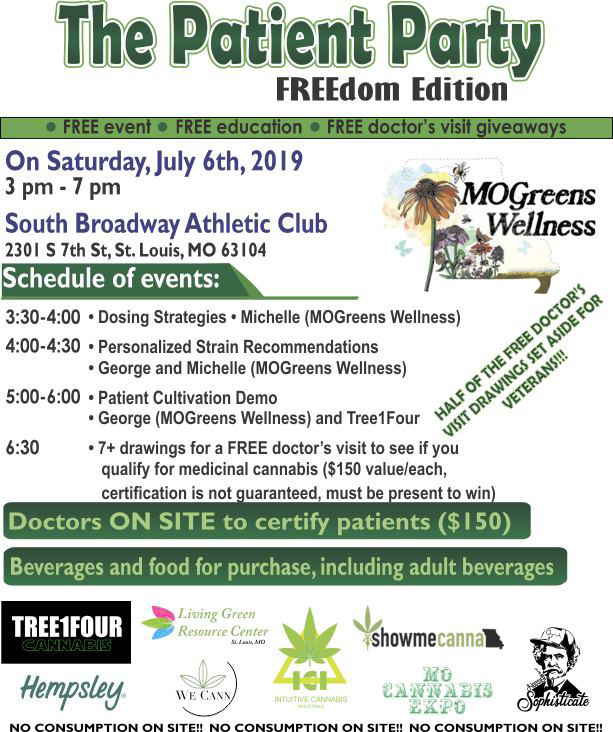 The Patient Party
FREEdom Edition
• FREE event • FREE education • FREE doctor's visit giveaways
On Saturday, July 6th, 2019
3 pm - 7 pm
South Broadway Athletic Club
2301 S 7th St, St. Louis, MO 63104
MOGreens
Wellness
Schedule of events:
3:30-4:00 • Dosing Strategies • Michelle (MOGreens Wellness)
4:00-4:30 • Personalized Strain Recommendations
• George and Michelle (MOGreens Wellness)
5:00-6:00 • Patient Cultivation Demo
• George (MOGreens Wellness) and Tree1Four
6:30 • 7+ drawings for a FREE doctor's visit to see if you
qualify for medicinal cannabis ($150 value/each,
certification is not guaranteed, must be present to win)
HALF OF THE FREE DOCTOR'S
VISIT DRAWINGS SET ASIDE FOR
VETERANS!!!
Doctors ON SITE to certify patients ($150)
Beverages and food for purchase, including adult beverages
TREE1FOUR
CANNABIS
Living Green
Resource Center
St. Louis, MO
ICI
INTUITIVE CANNABIS
INDUSTRIES
showmecanna
Hempsley
WE CANN
MO
CANNABIS
EXPO
Sophisticate
NO CONSUMPTION ON SITE!! NO CONSUMPTION ON SITE!! NO CONSUMPTION ON SITE!!